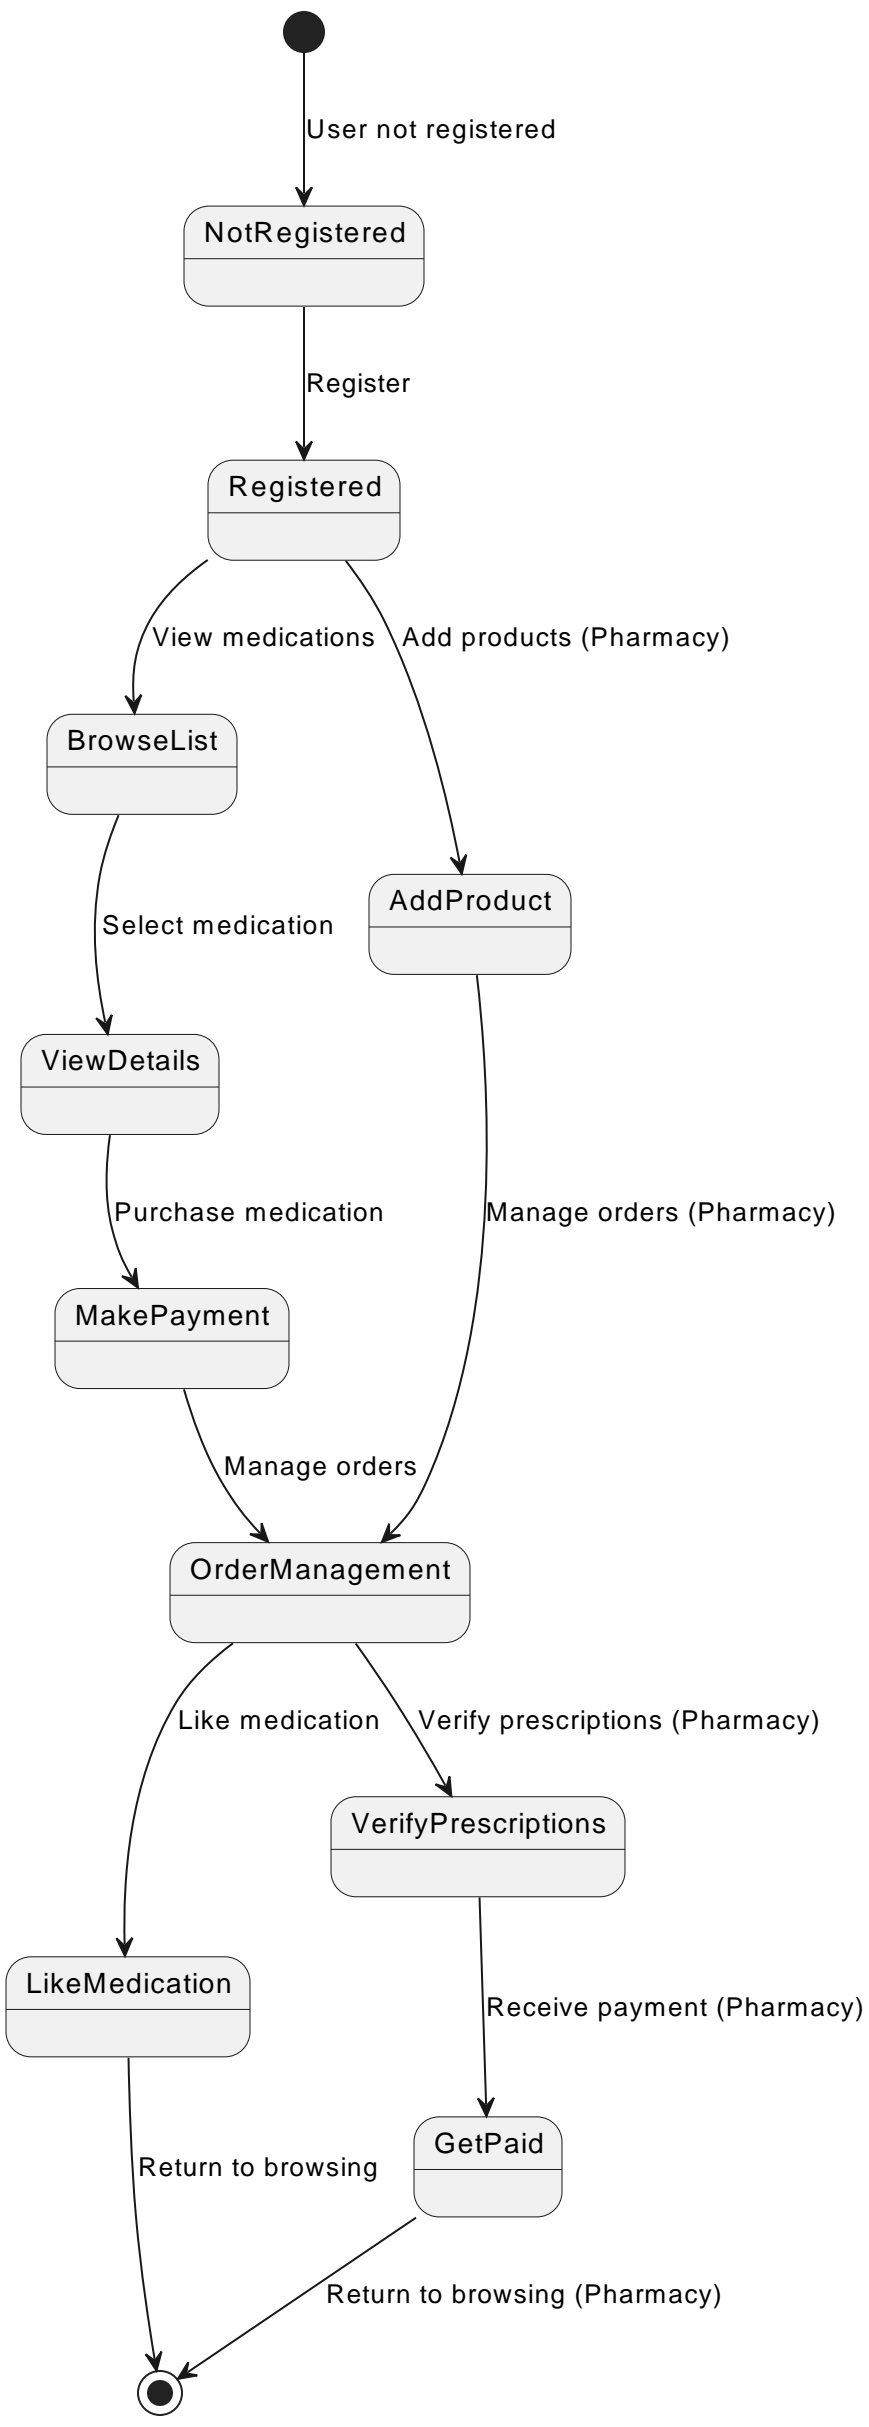 User not registered
NotRegistered
Register
Registered
View medications
Add products (Pharmacy)
BrowseList
AddProduct
Select medication
ViewDetails
Purchase medication
Manage orders (Pharmacy)
MakePayment
Manage orders
OrderManagement
Like medication
Verify prescriptions (Pharmacy)
VerifyPrescriptions
LikeMedication
Receive payment (Pharmacy)
GetPaid
Return to browsing
Return to browsing (Pharmacy)